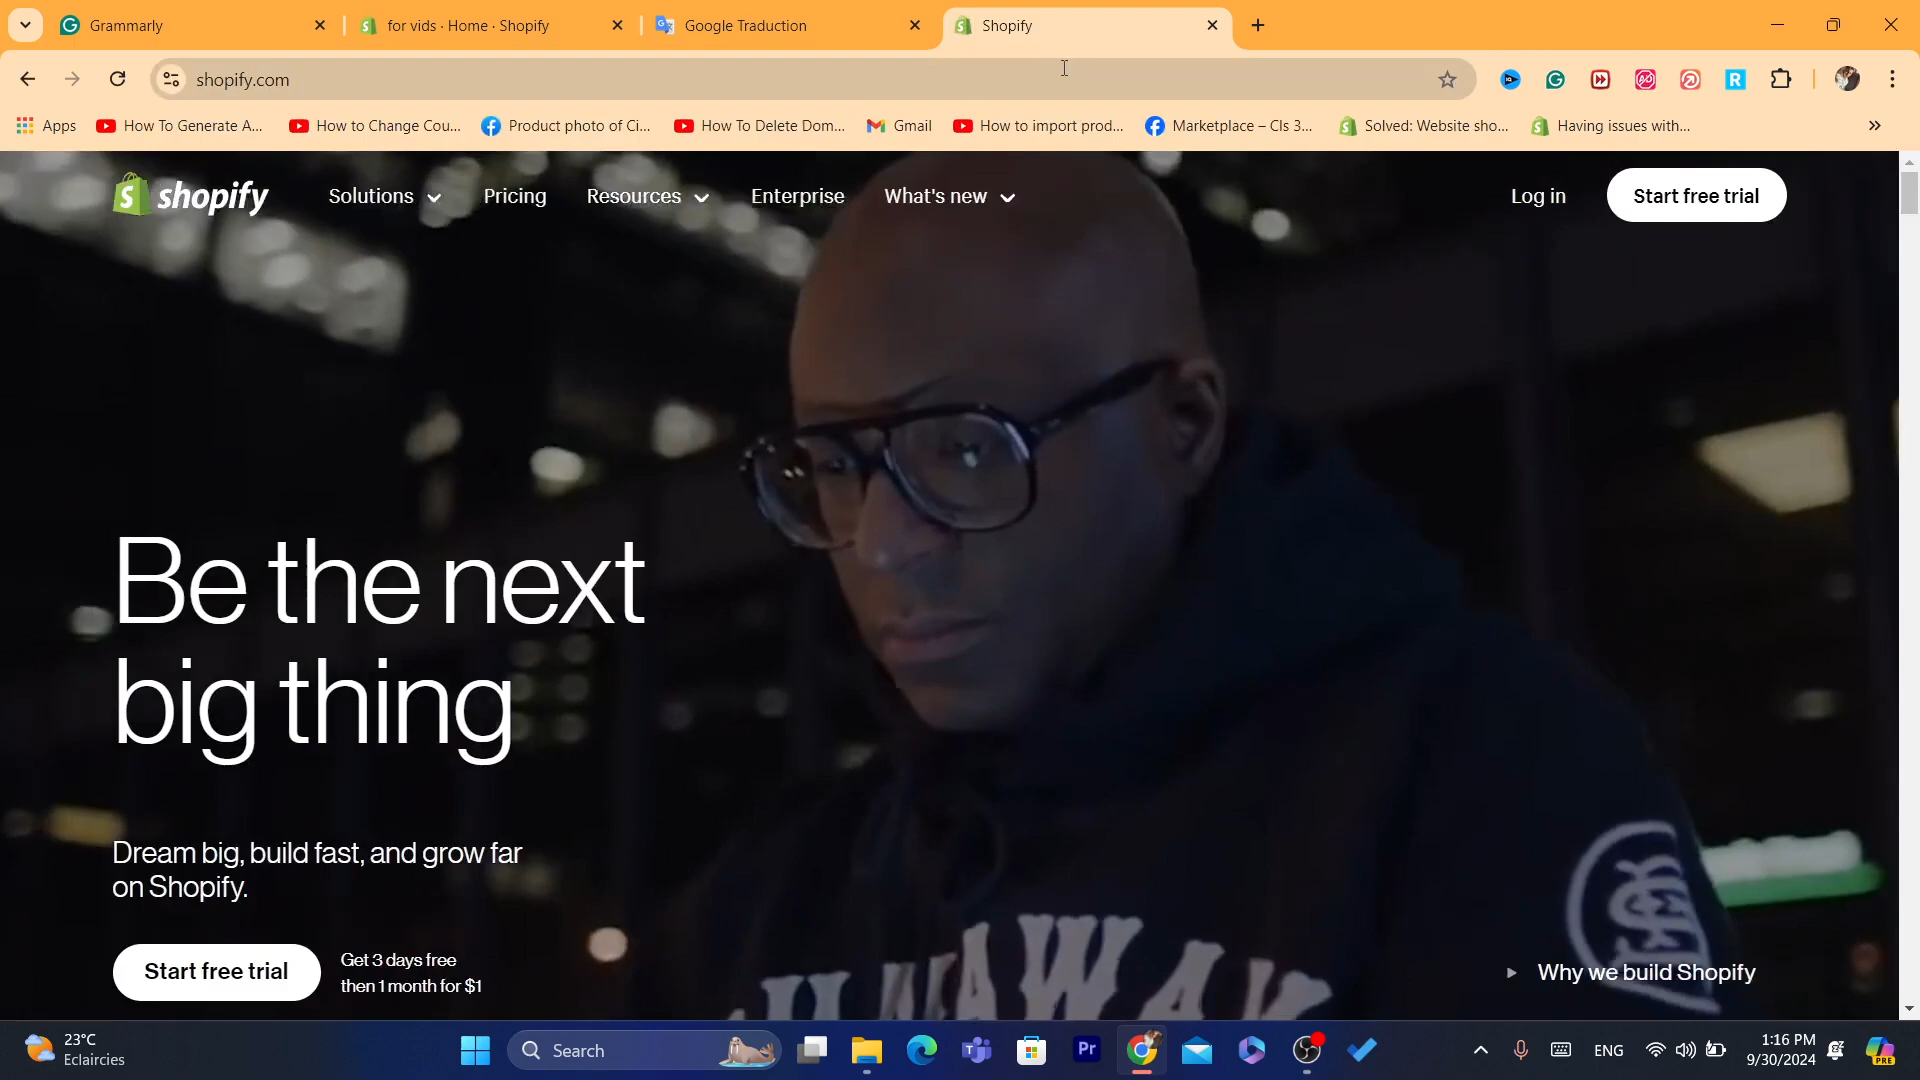 Grammarly
for vids · Home · Shopify
Google Traduction
Shopify
shopify.com
Apps
How To Generate A...
How to Change Cou...
Product photo of Ci...
How To Delete Dom...
Gmail
How to import prod...
Marketplace – Cls 3...
Solved: Website sho...
Having issues with...
shopify
Solutions
Pricing
Resources
Enterprise
What's new
Log in
Start free trial
Be the next
big thing
Dream big, build fast, and grow far
on Shopify.
Start free trial
Get 3 days free
then 1 month for $1
Why we build Shopify
23°C
Eclaircies
Search
Pr
ENG
1:16 PM
9/30/2024
PRE